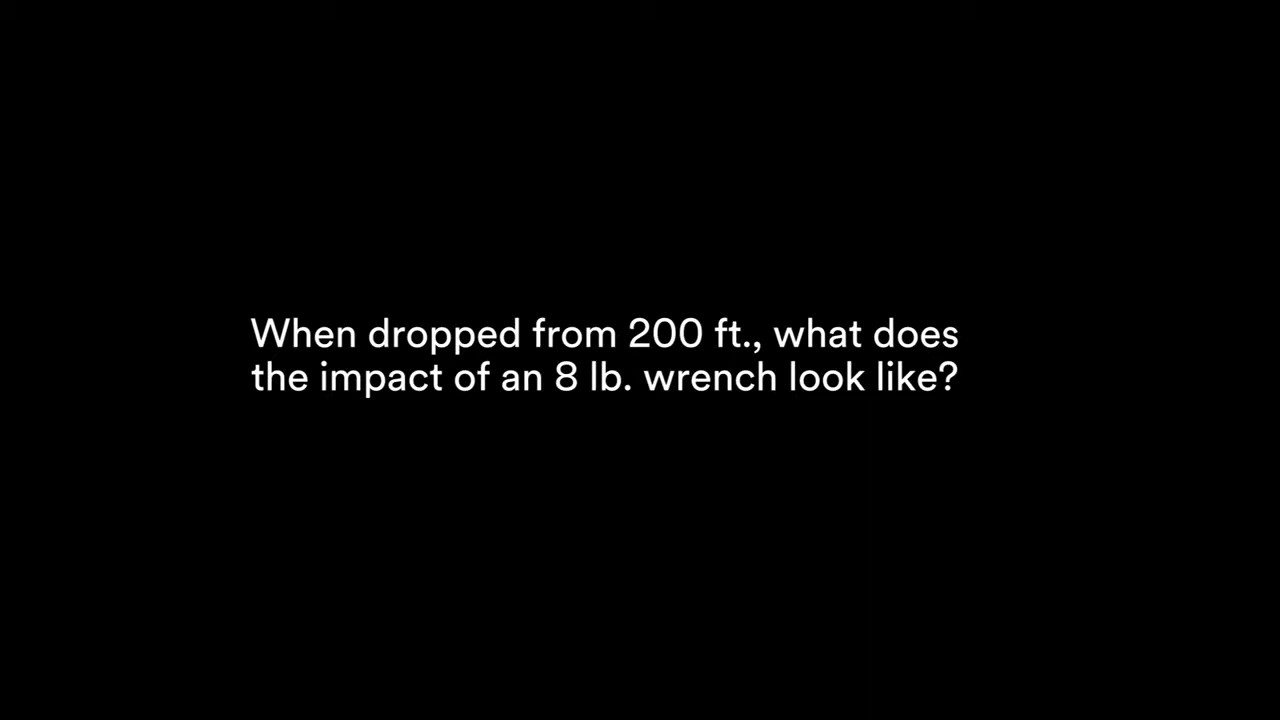 When dropped from 200 ft., what does
the impact of an 8 lb. wrench look like?